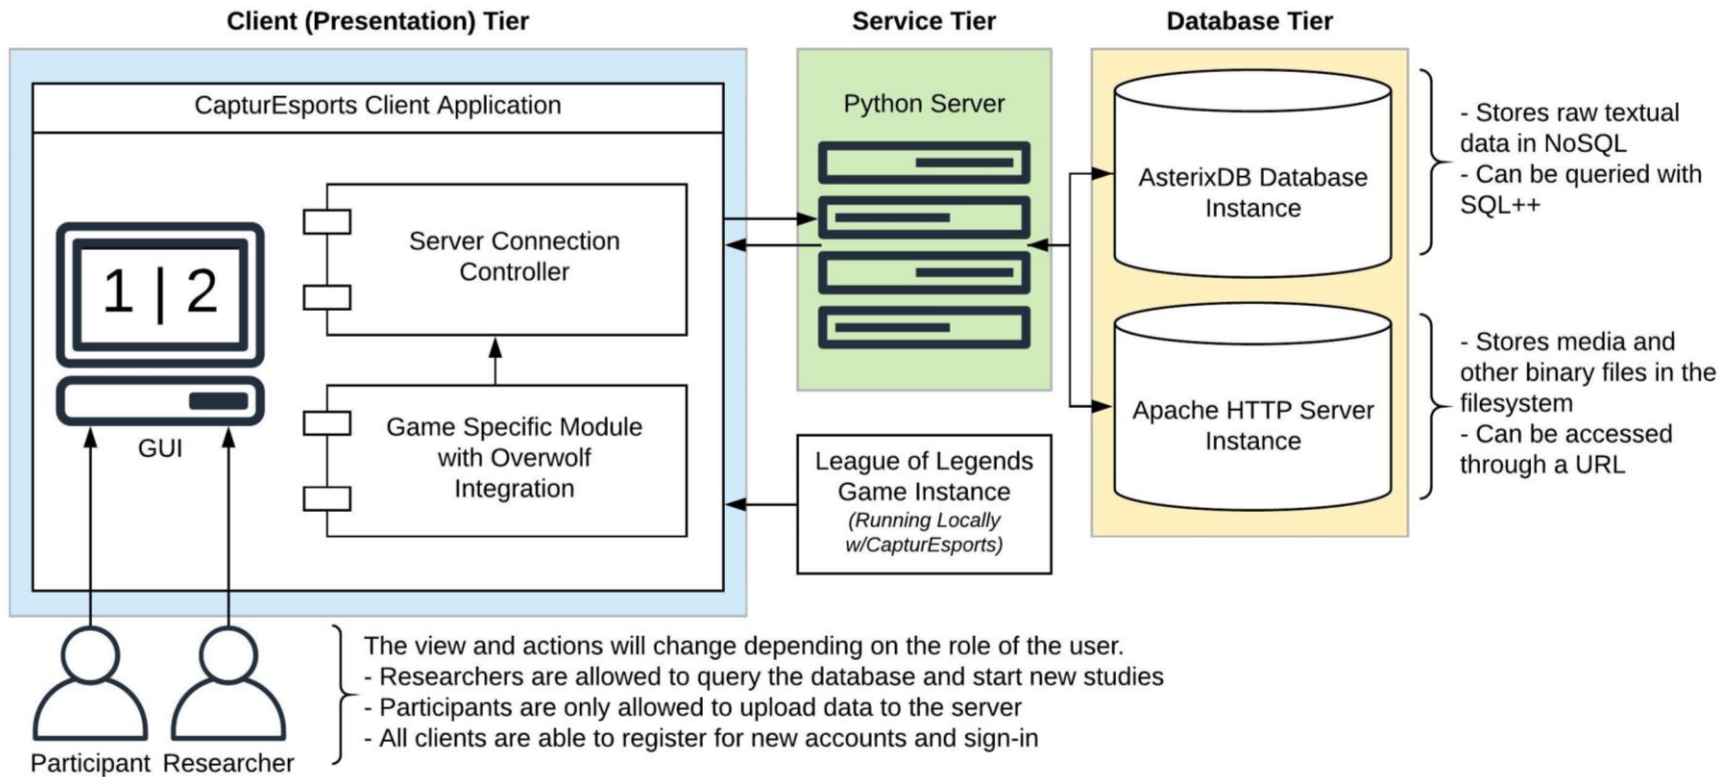 Client (Presentation) Tier
Service Tier
Database Tier
CapturEsports Client Application
1 | 2
GUI
Server Connection
Controller
Game Specific Module
with Overwolf
Integration
Python Server
League of Legends
Game Instance
(Running Locally
w/CapturEsports)
AsterixDB Database
Instance
Apache HTTP Server
Instance
- Stores raw textual
data in NoSQL
- Can be queried with
SQL++
- Stores media and
other binary files in the
filesystem
- Can be accessed
through a URL
Participant
Researcher
The view and actions will change depending on the role of the user.
- Researchers are allowed to query the database and start new studies
- Participants are only allowed to upload data to the server
- All clients are able to register for new accounts and sign-in